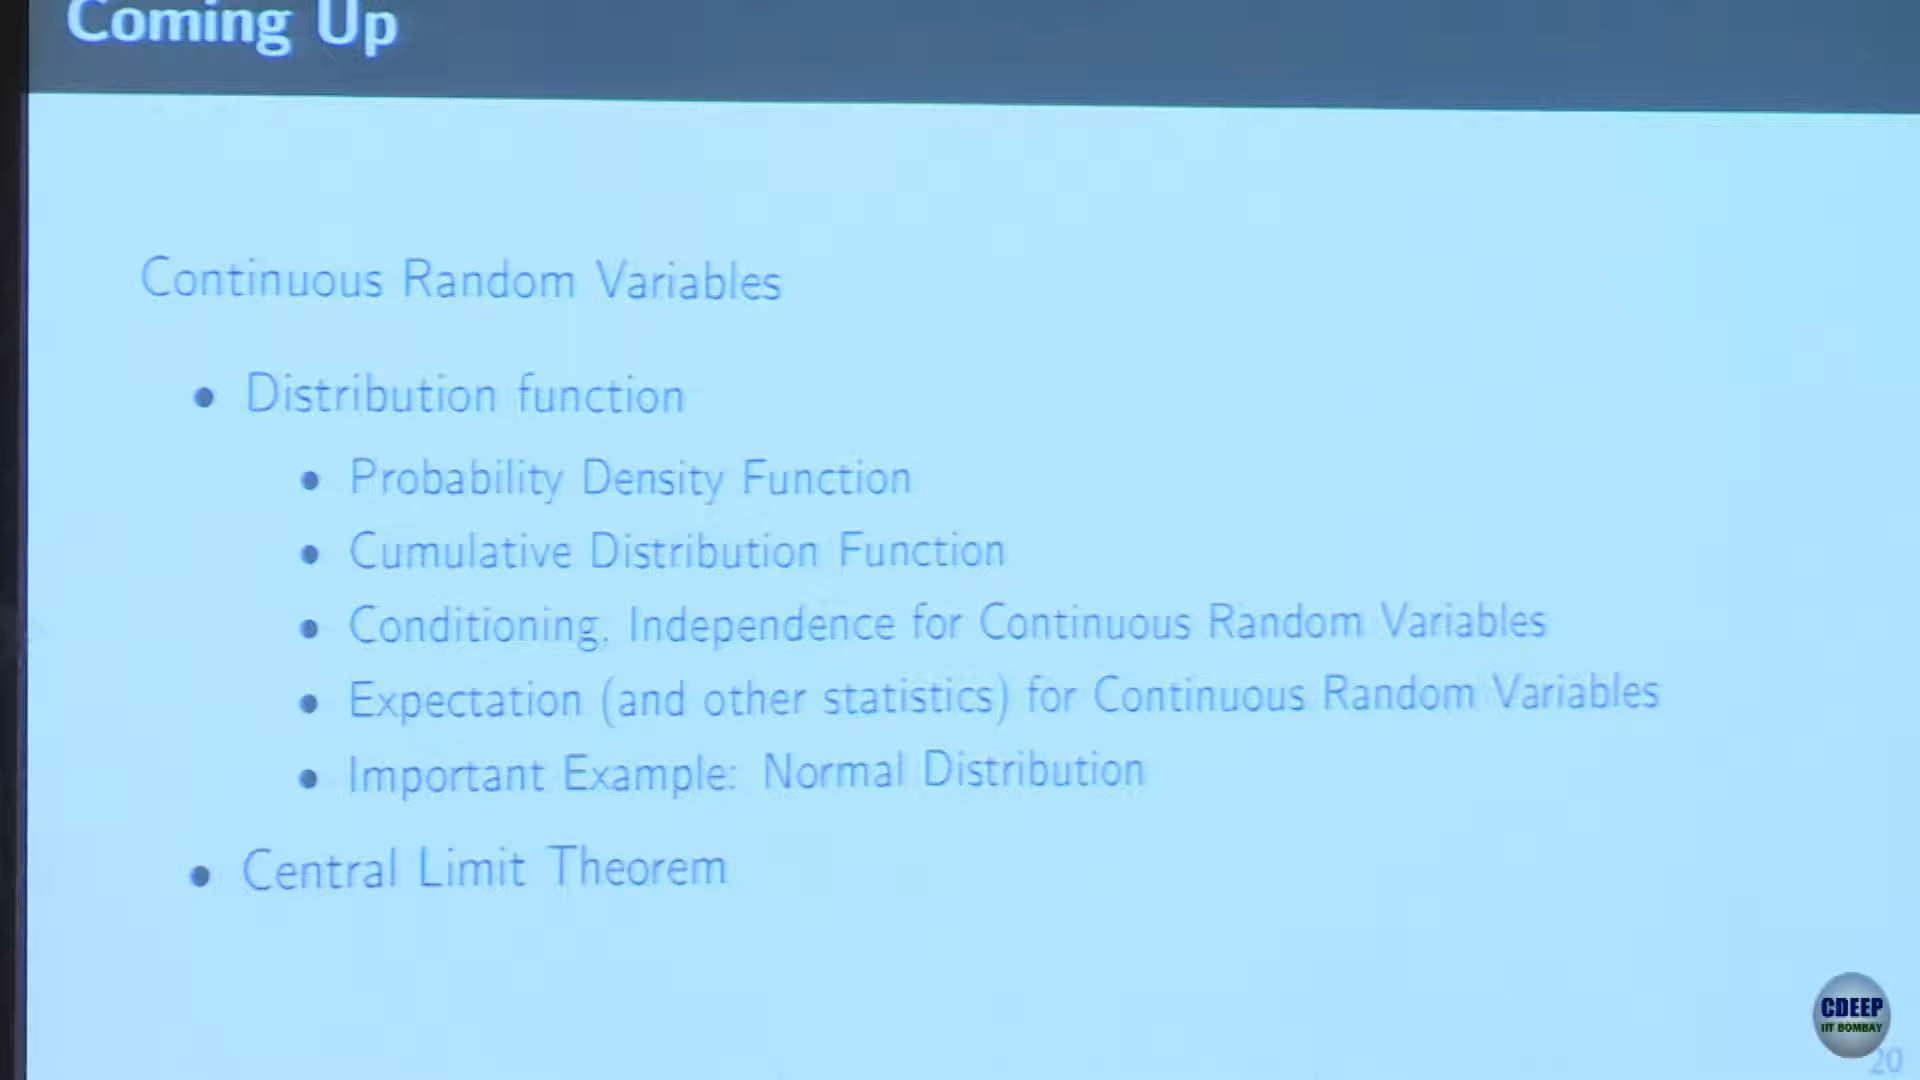 Coming Up
Continuous Random Variables
• Distribution function
• Probability Density Function
• Cumulative Distribution Function
• Conditioning, Independence for Continuous Random Variables
• Expectation (and other statistics) for Continuous Random Variables
• Important Example: Normal Distribution
• Central Limit Theorem
CDEEP
IIT BOMBAY
20